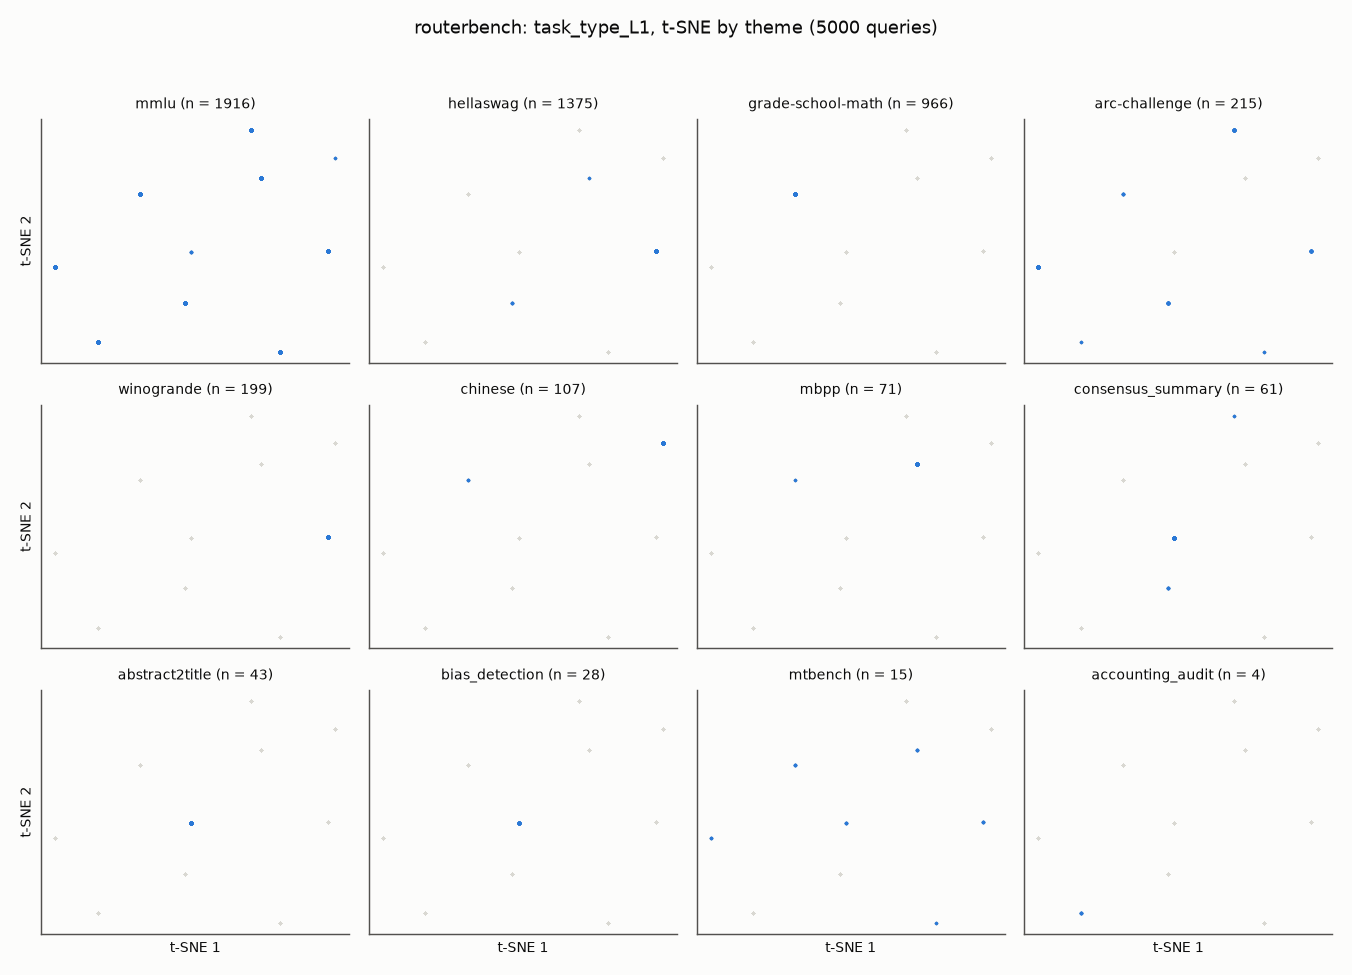 routerbench: task_type_L1, t-SNE by theme (5000 queries)
mmlu (n = 1916)
hellaswag (n = 1375)
grade-school-math (n = 966)
arc-challenge (n = 215)
t-SNE 2
winogrande (n = 199)
chinese (n = 107)
mbpp (n = 71)
consensus_summary (n = 61)
t-SNE 2
abstract2title (n = 43)
bias_detection (n = 28)
mtbench (n = 15)
accounting_audit (n = 4)
t-SNE 2
t-SNE 1
t-SNE 1
t-SNE 1
t-SNE 1